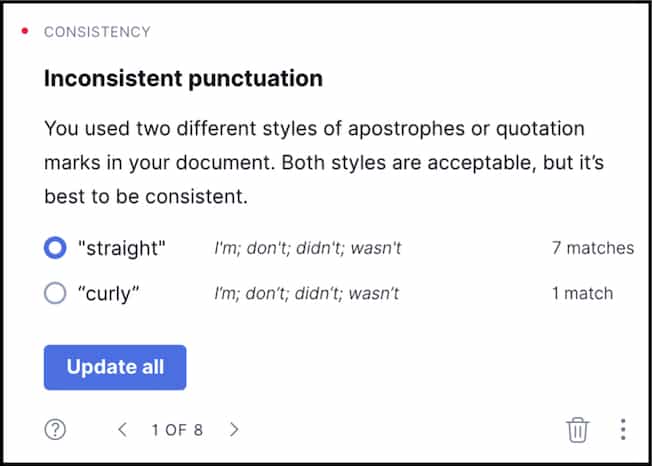 CONSISTENCY
Inconsistent punctuation
You used two different styles of apostrophes or quotation
marks in your document. Both styles are acceptable, but it’s
best to be consistent.
"straight" I'm; don't; didn't; wasn't 7 matches
“curly” I’m; don’t; didn’t; wasn’t 1 match
Update all
1 OF 8